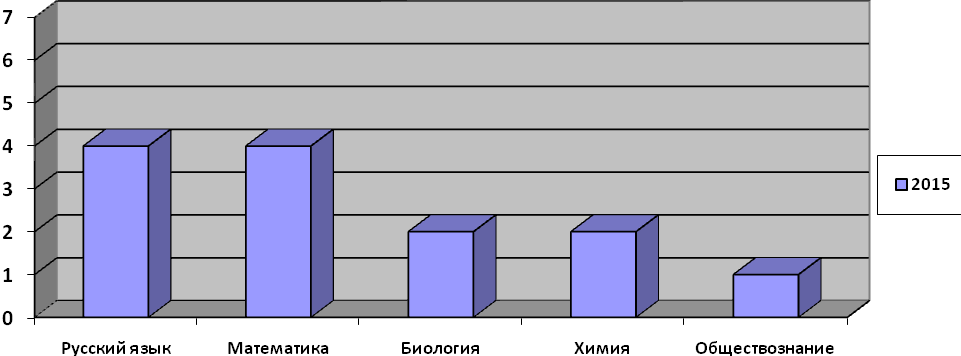 7
6
5
4
3
2
1
0
Русский язык
Математика
Биология
Химия
Обществознание
2015